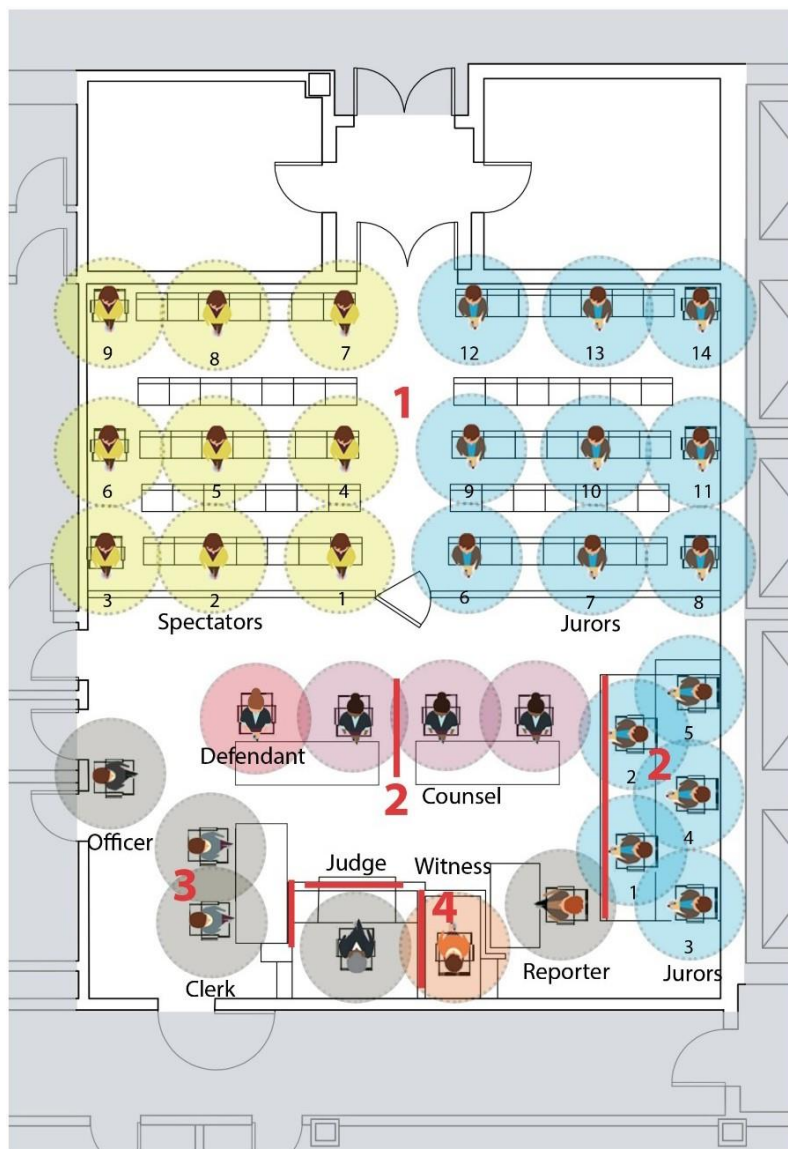 9 8 7 12 13 14
1
6 5 4 9 10 11
3 2 1 6 7 8
Spectators Jurors
5
Defendant
2 2
2 Counsel
Officer
4
Judge Witness
3 1
4 3
Clerk Reporter Jurors